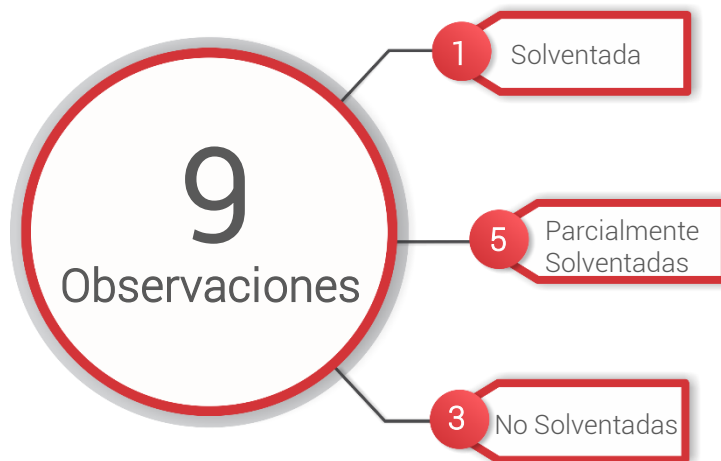 9
Observaciones
1
Solventada
5
Parcialmente
Solventadas
3
No Solventadas